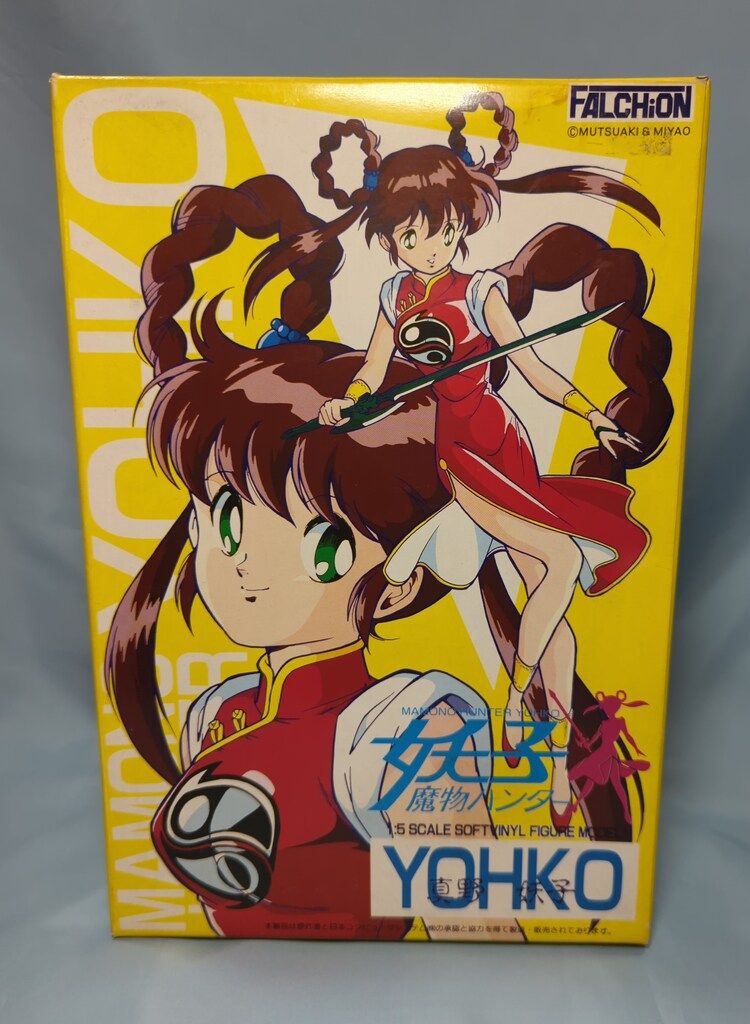 FALCHiON
©MUTSUAKI & MIYAO
MAMONO HUNTER
YOHKO
MAMONO HUNTER YOHKO
妖子
魔物ハンター
1:5 SCALE SOFTVINYL FIGURE MODEL
YOHKO
真野 妖子